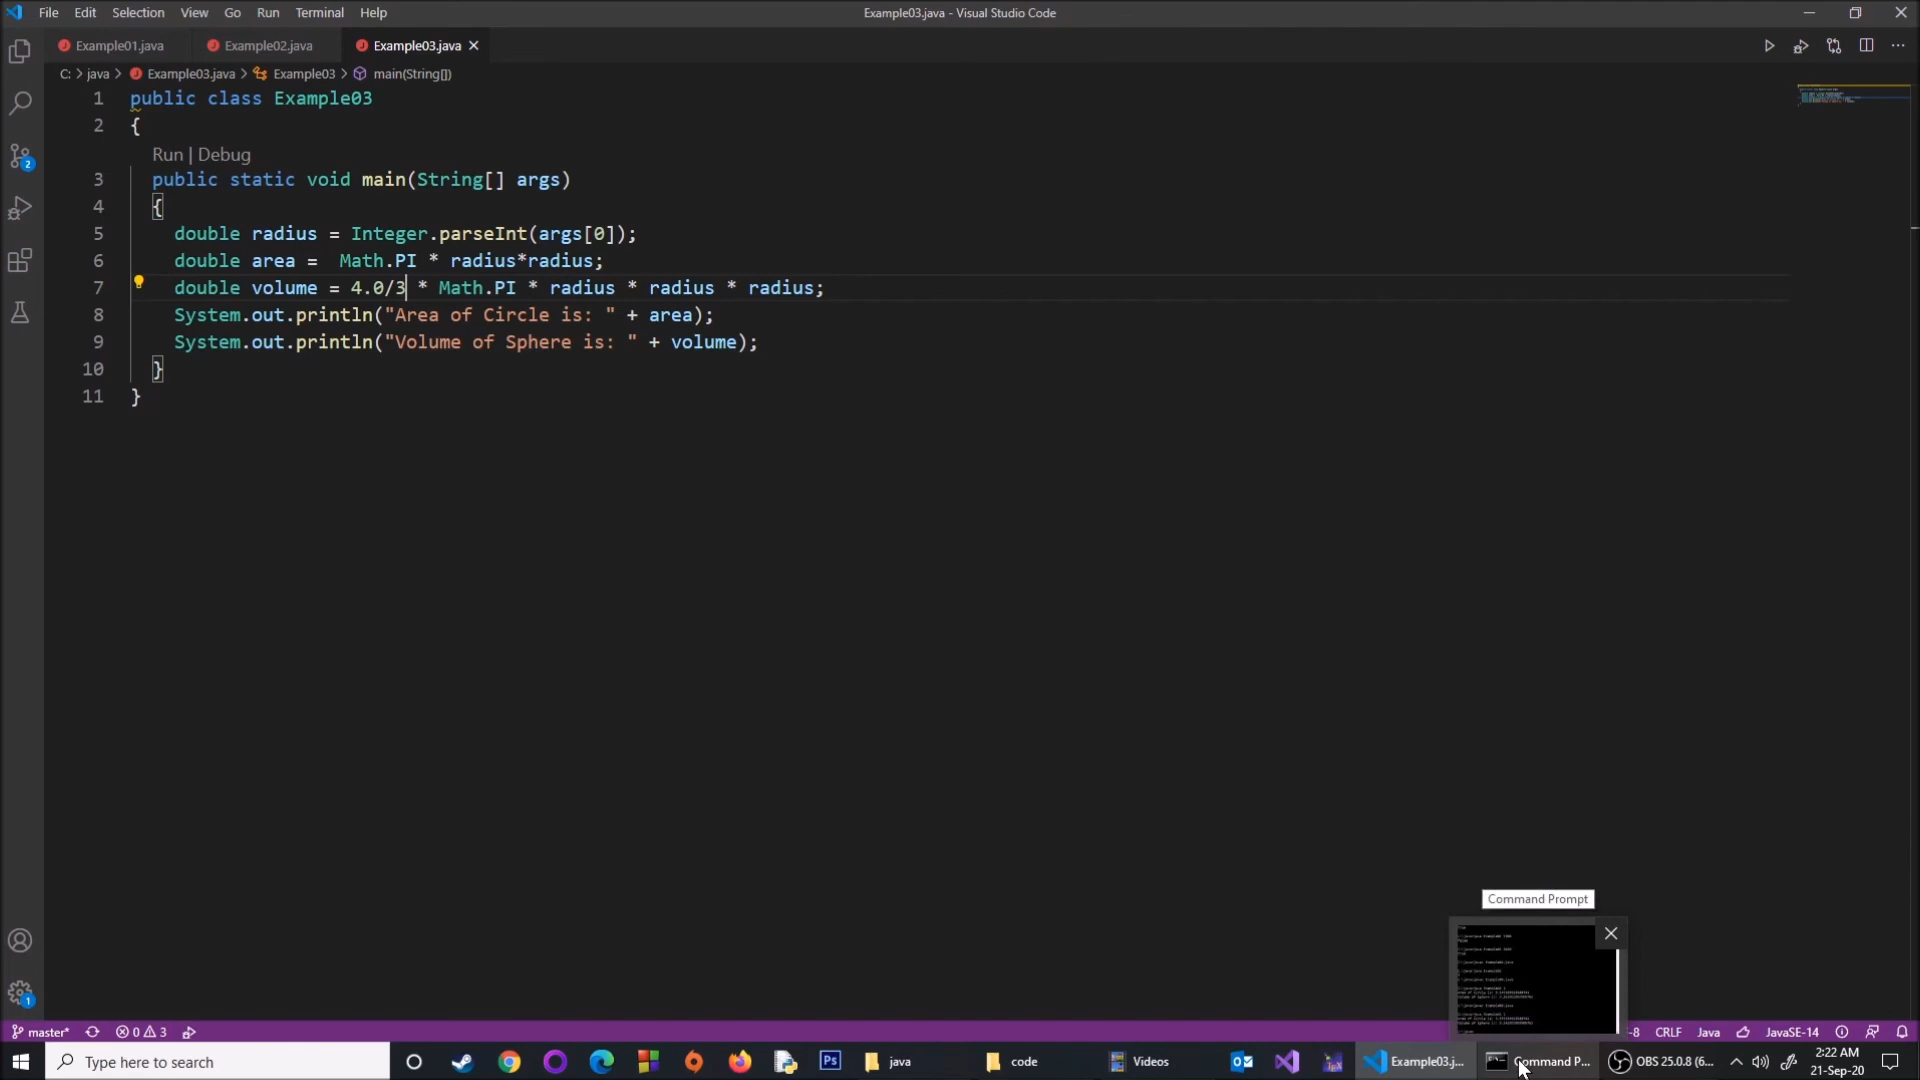 File Edit Selection View Go Run Terminal Help
Example03.java - Visual Studio Code
Example01.java Example02.java Example03.java
C: > java > Example03.java > Example03 > main(String[])
1 public class Example03
2 {
Run | Debug
3 public static void main(String[] args)
4 {
5 double radius = Integer.parseInt(args[0]);
6 double area =  Math.PI * radius*radius;
7 double volume = 4.0/3 * Math.PI * radius * radius * radius;
8 System.out.println("Area of Circle is: " + area);
9 System.out.println("Volume of Sphere is: " + volume);
10 }
11 }
2
1
Command Prompt
master* 0 3
-8 CRLF Java JavaSE-14
Type here to search
Ps
java
code
Videos
Example03.j...
Command P...
OBS 25.0.8 (6...
2:22 AM
21-Sep-20